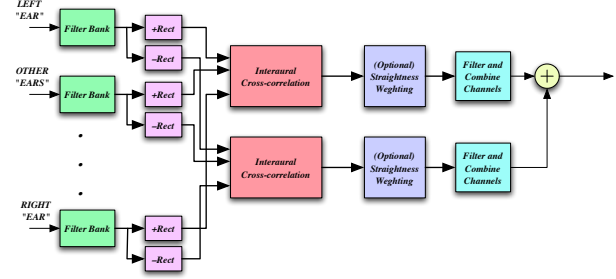 LEFT
"EAR"
Filter Bank
+Rect
–Rect
OTHER
"EARS"
Filter Bank
+Rect
–Rect
RIGHT
"EAR"
Filter Bank
+Rect
–Rect
Interaural
Cross-correlation
(Optional)
Straightness
Weghting
Filter and
Combine
Channels
+
Interaural
Cross-correlation
(Optional)
Straightness
Weghting
Filter and
Combine
Channels